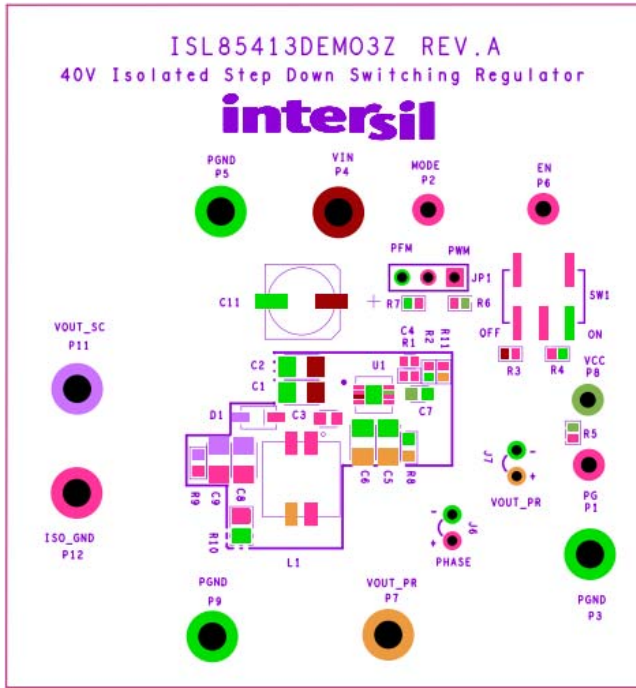 ISL85413DEMO3Z REV.A
40V Isolated Step Down Switching Regulator
intersil
PGND
P5
VIN
P4
MODE
P2
EN
P6
PFM
PWM
JP1
C11
+
R7
R6
SW1
OFF
ON
VOUT_SC
P11
C4
R1
R2
R11
R3
R4
C2
C1
U1
VCC
P8
D1
C3
C7
R5
J7
-
+
VOUT_PR
R9
C9
C8
C6
C5
R8
PG
P1
ISO_GND
P12
R10
L1
-
+
J6
PHASE
PGND
P9
VOUT_PR
P7
PGND
P3